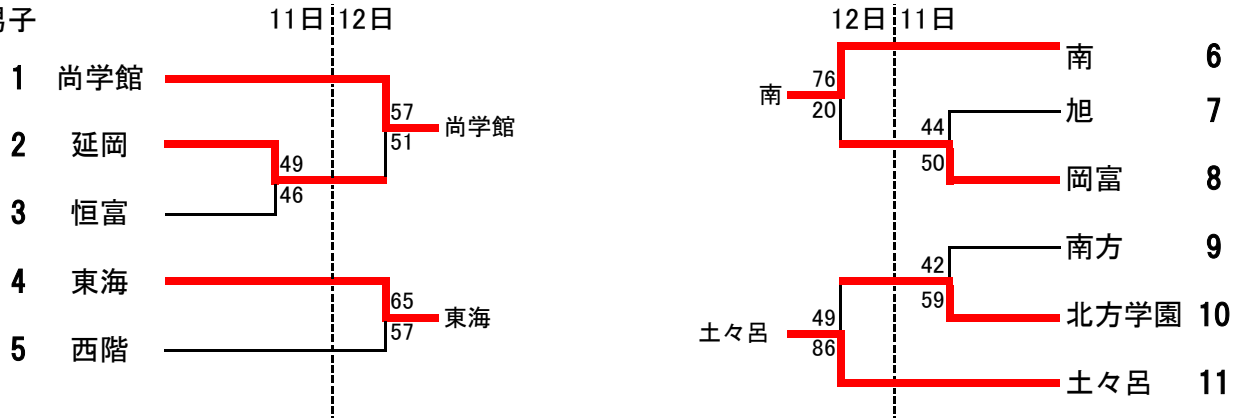 男子
11日 12日
1 尚学館
57
尚学館
51
2 延岡
49
46
3 恒富
4 東海
65
東海
57
5 西階
12日 11日
南 6
76
南
20
旭 7
44
50
岡富 8
南方 9
42
59
北方学園 10
49
土々呂
86
土々呂 11